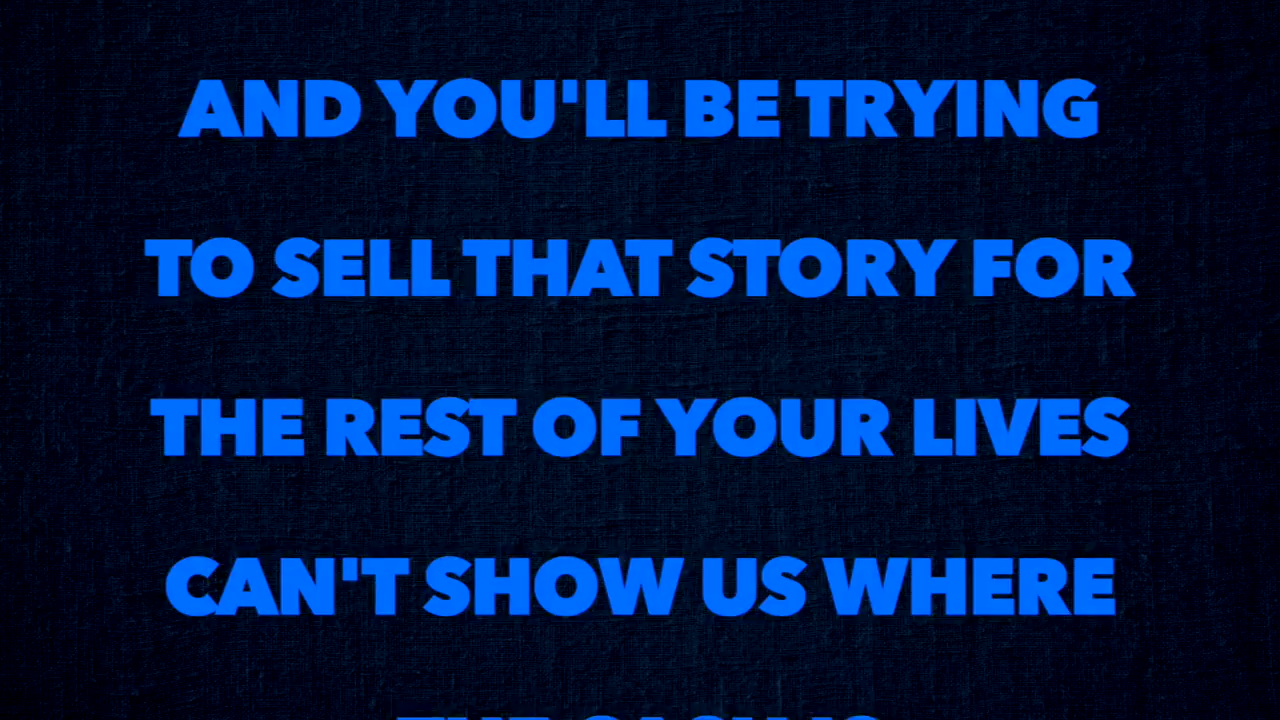 AND YOU'LL BE TRYING
TO SELL THAT STORY FOR
THE REST OF YOUR LIVES
CAN'T SHOW US WHERE